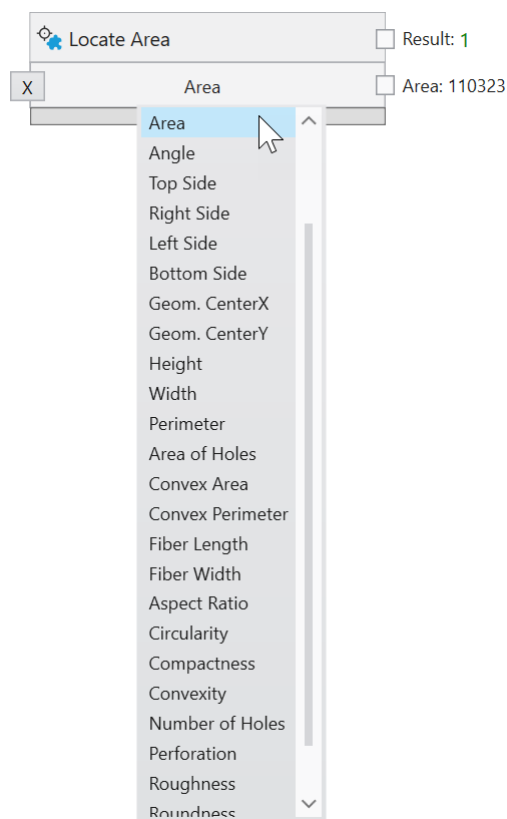 Locate Area
Result: 1
X
Area
Area: 110323
Area
Angle
Top Side
Right Side
Left Side
Bottom Side
Geom. CenterX
Geom. CenterY
Height
Width
Perimeter
Area of Holes
Convex Area
Convex Perimeter
Fiber Length
Fiber Width
Aspect Ratio
Circularity
Compactness
Convexity
Number of Holes
Perforation
Roughness
Roundness